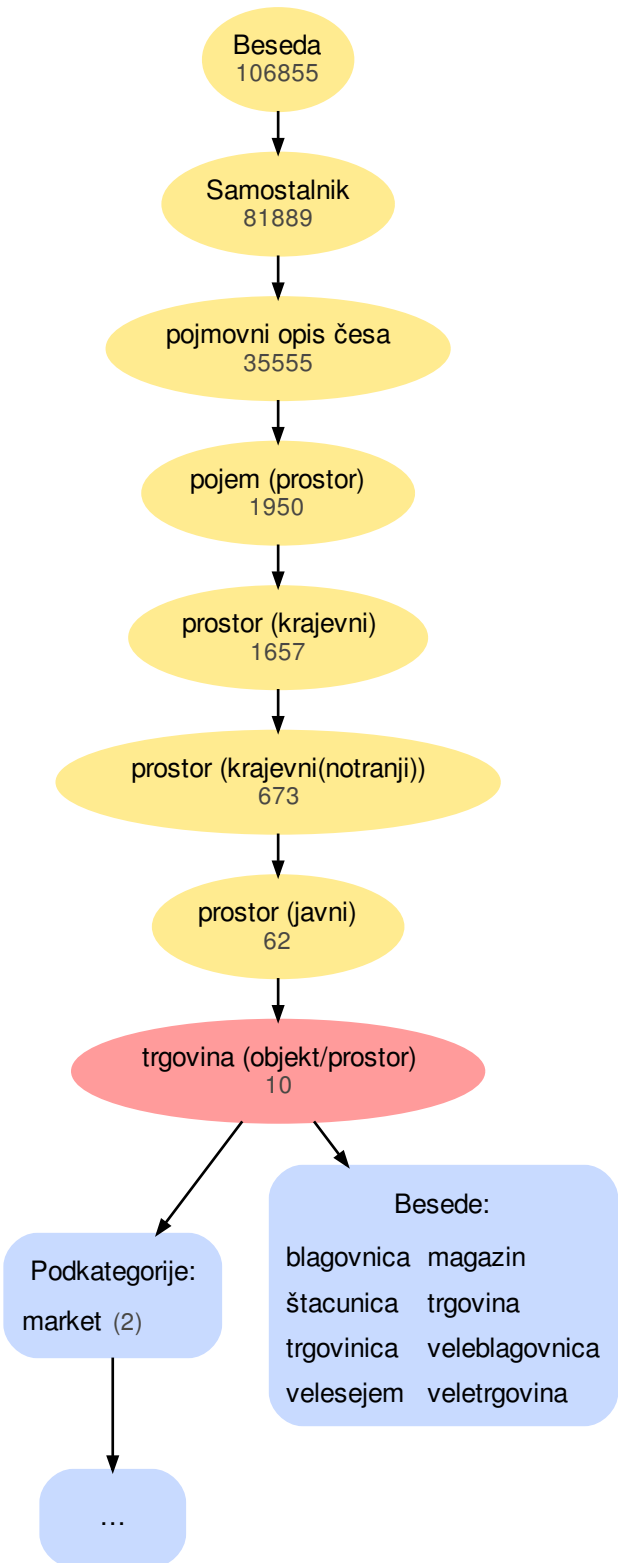 Beseda
106855
Samostalnik
81889
pojmovni opis česa
35555
pojem (prostor)
1950
prostor (krajevni)
1657
prostor (krajevni(notranji))
673
prostor (javni)
62
trgovina (objekt/prostor)
10
Podkategorije:
market (2)
...
Besede:
blagovnica magazin
štacunica trgovina
trgovinica veleblagovnica
velesejem veletrgovina